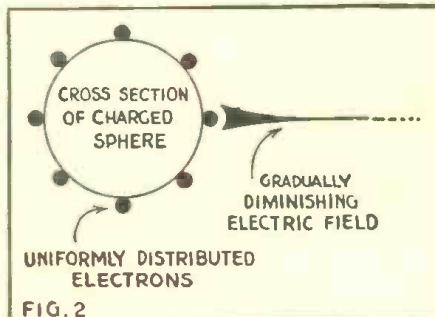 CROSS SECTION
OF CHARGED
SPHERE
GRADUALLY
DIMINISHING
ELECTRIC FIELD
UNIFORMLY DISTRIBUTED
ELECTRONS
FIG. 2